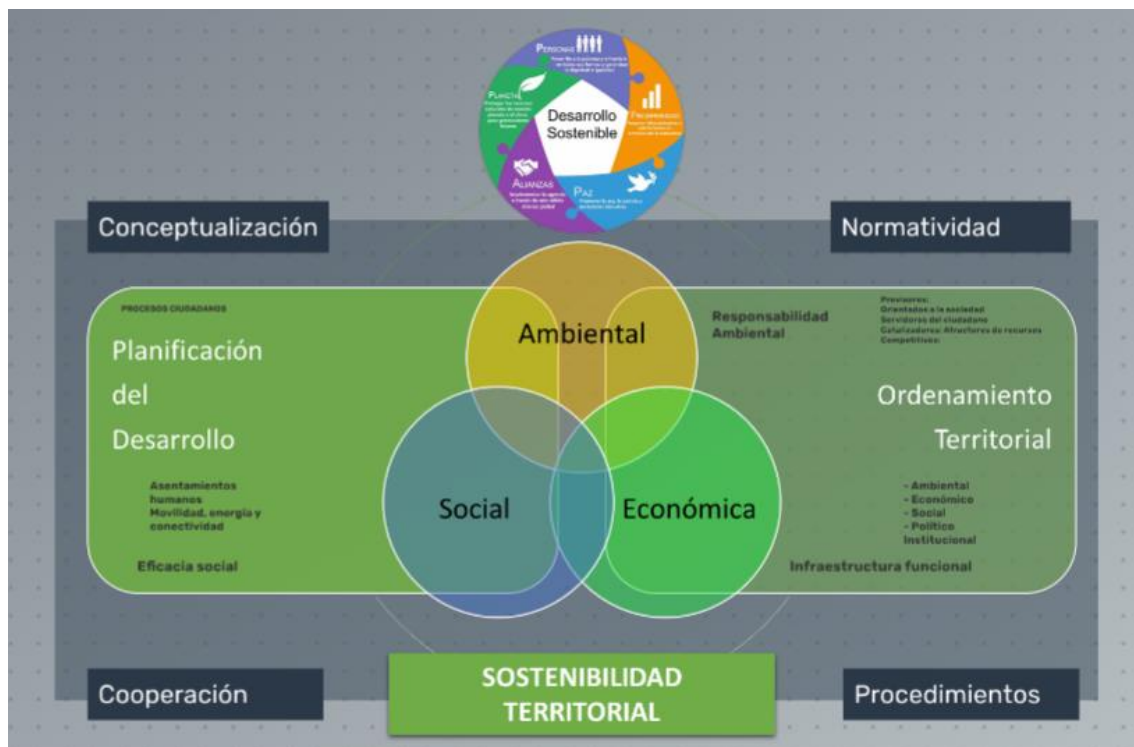 PERSONAS
PLANETA
PROSPERIDAD
Desarrollo
Sostenible
ALIANZAS
PAZ
Conceptualización
Normatividad
PROCESOS CIUDADANOS
Planificación
del
Desarrollo
Asentamientos
humanos
Movilidad, energía y
conectividad
Eficacia social
Ambiental
Social
Económica
Responsabilidad
Ambiental
Previsores:
Orientados a la sociedad
Servidores del ciudadano
Catalizadores: Atractores de recursos
Competitivos:
Ordenamiento
Territorial
- Ambiental
- Económico
- Social
- Político
Institucional
Infraestructura funcional
Cooperación
SOSTENIBILIDAD
TERRITORIAL
Procedimientos